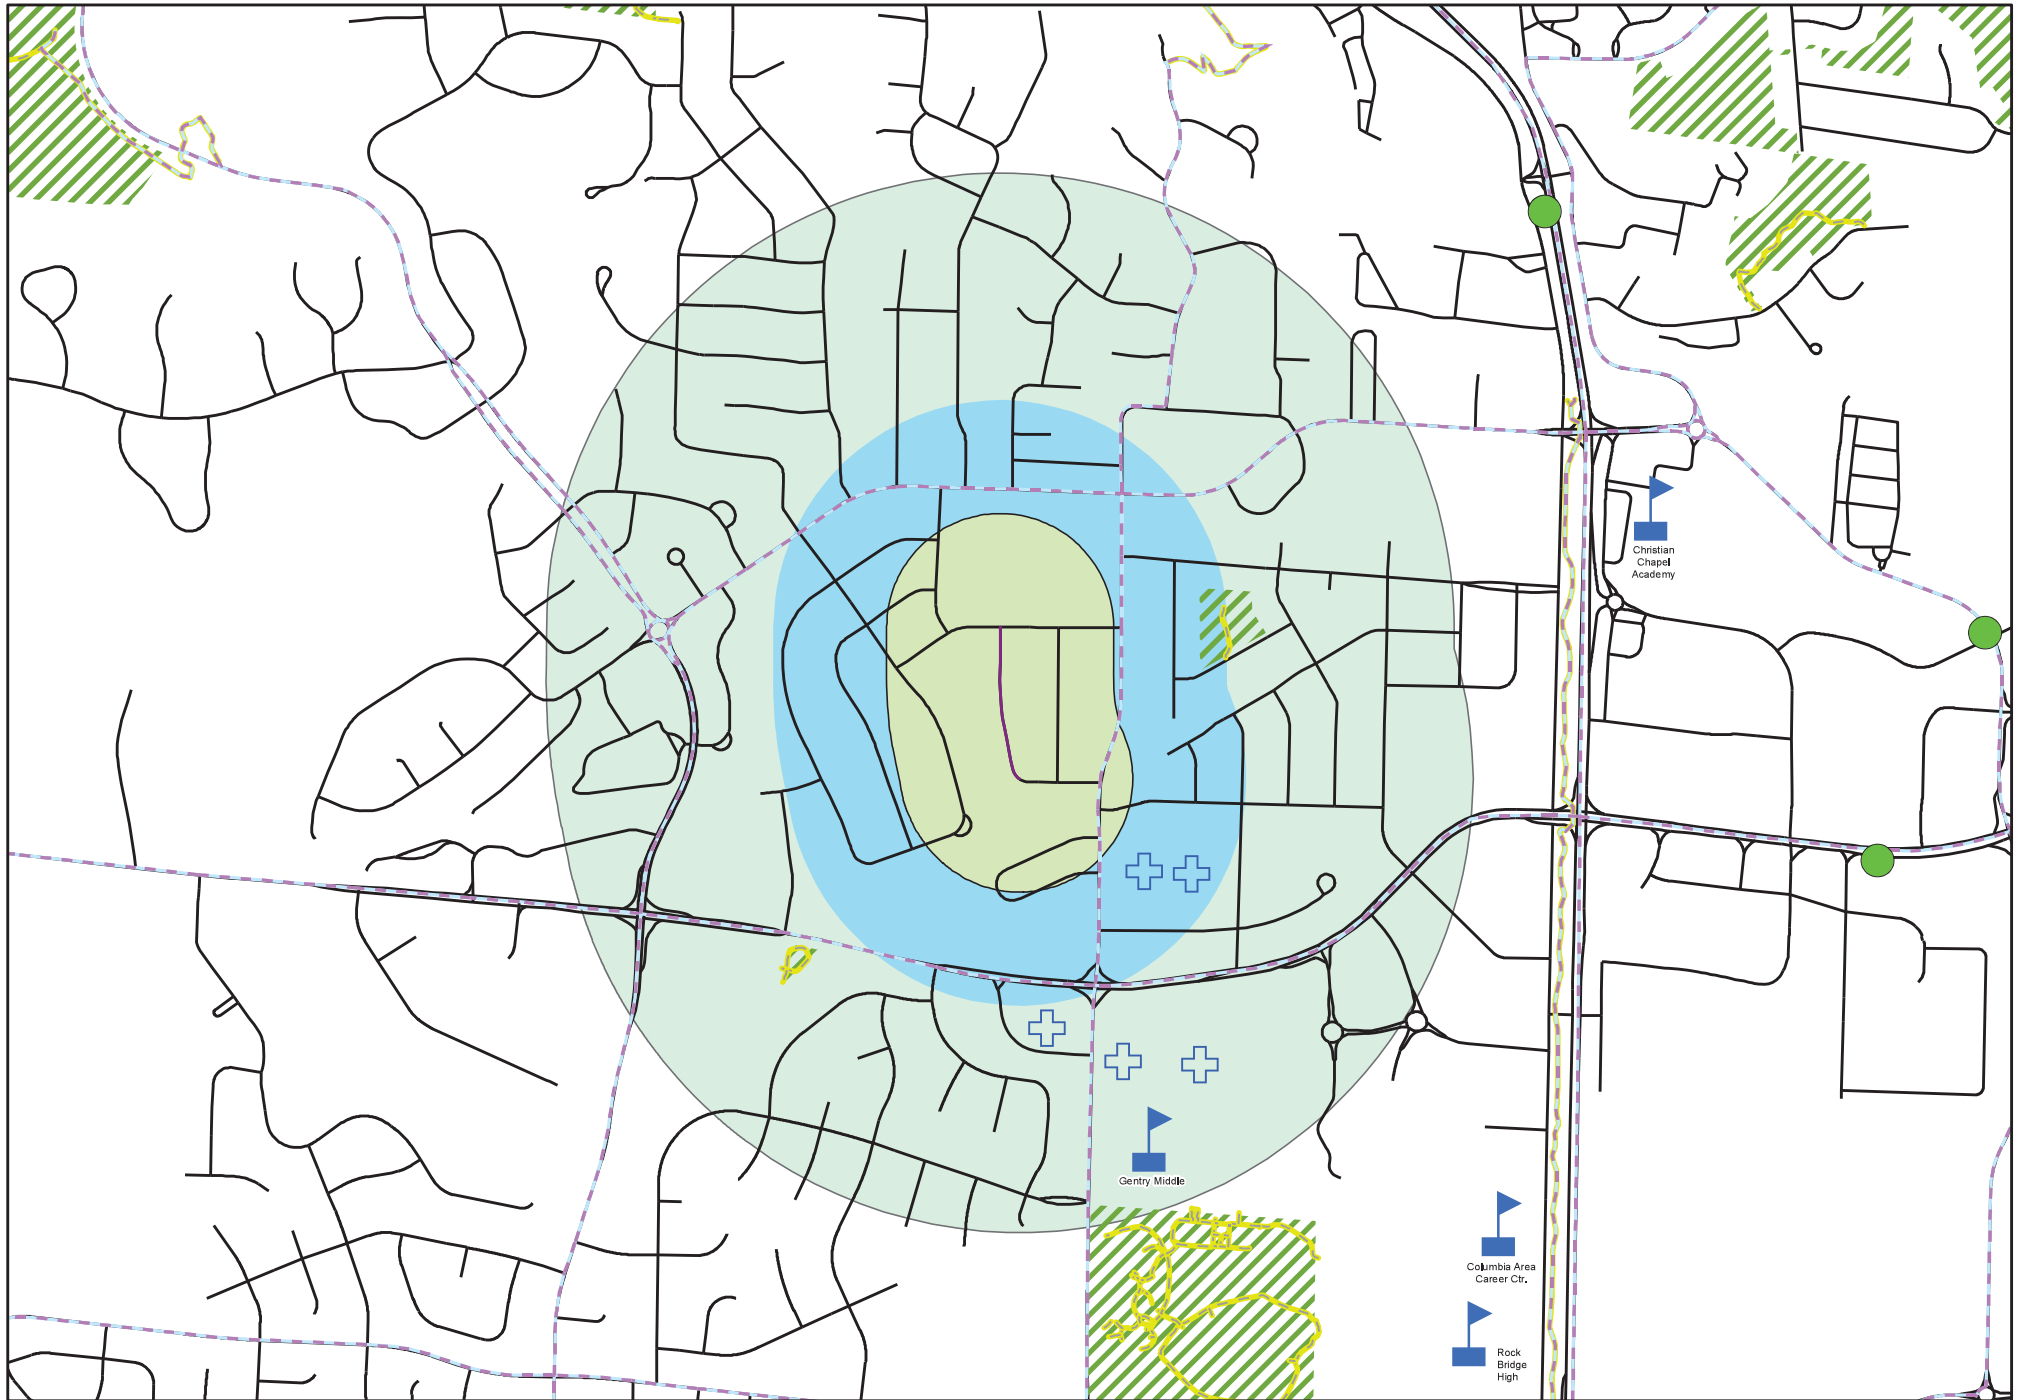 Christian
Chapel
Academy
Gentry Middle
Columbia Area
Career Ctr.
Rock
Bridge
High